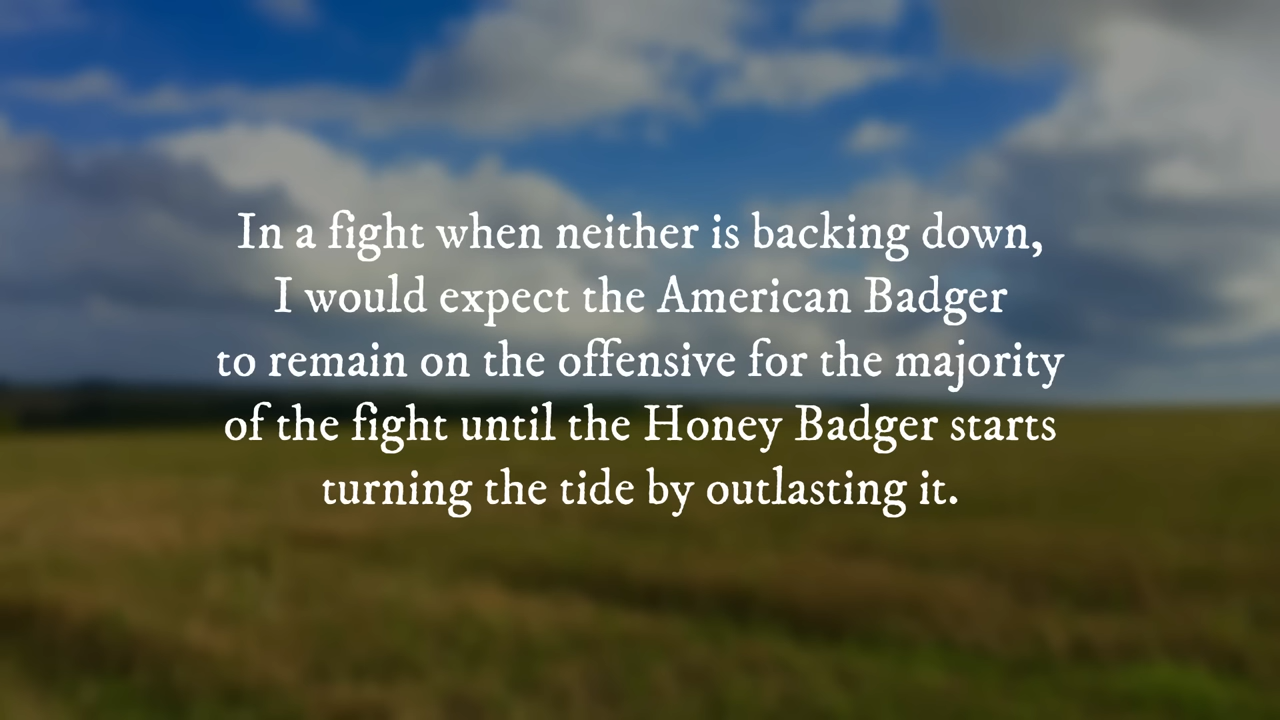 In a fight when neither is backing down,
I would expect the American Badger
to remain on the offensive for the majority
of the fight until the Honey Badger starts
turning the tide by outlasting it.